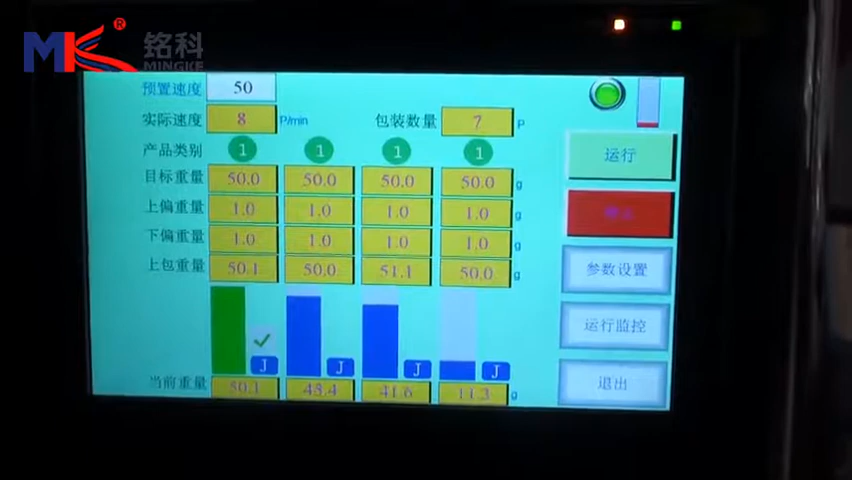 MK® 铭科
MINGKE
预置速度 50
实际速度 8 P/min 包装数量 7 P
产品类别 1 1 1 1
目标重量 50.0 50.0 50.0 50.0 g
上偏重量 1.0 1.0 1.0 1.0 g
下偏重量 1.0 1.0 1.0 1.0 g
上包重量 50.1 50.0 51.1 50.0 g
J J J J
当前重量 50.1 43.4 41.6 11.3 g
运行
参数设置
运行监控
退出